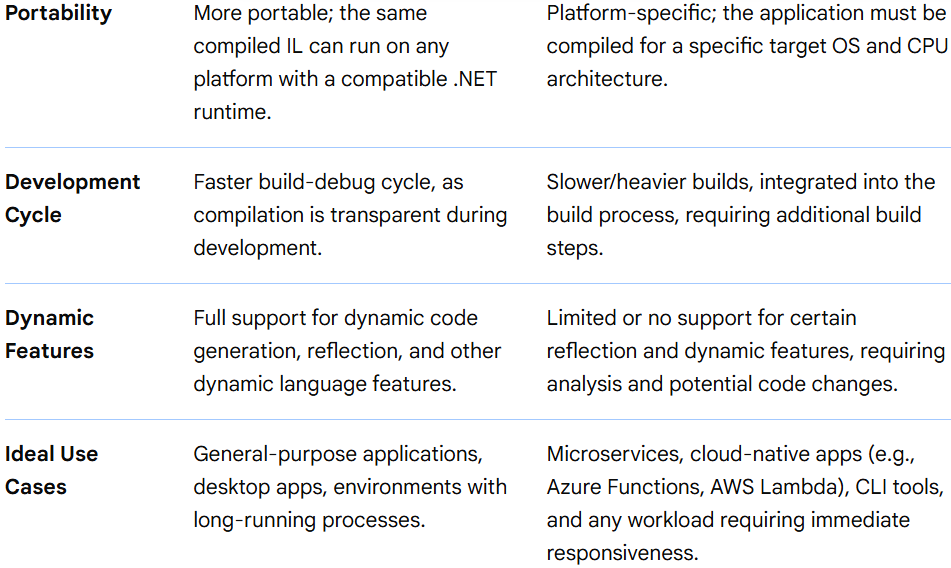 Portability
More portable; the same
compiled IL can run on any
platform with a compatible .NET
runtime.
Platform-specific; the application must be
compiled for a specific target OS and CPU
architecture.
Development
Cycle
Faster build-debug cycle, as
compilation is transparent during
development.
Slower/heavier builds, integrated into the
build process, requiring additional build
steps.
Dynamic
Features
Full support for dynamic code
generation, reflection, and other
dynamic language features.
Limited or no support for certain
reflection and dynamic features, requiring
analysis and potential code changes.
Ideal Use
Cases
General-purpose applications,
desktop apps, environments with
long-running processes.
Microservices, cloud-native apps (e.g.,
Azure Functions, AWS Lambda), CLI tools,
and any workload requiring immediate
responsiveness.